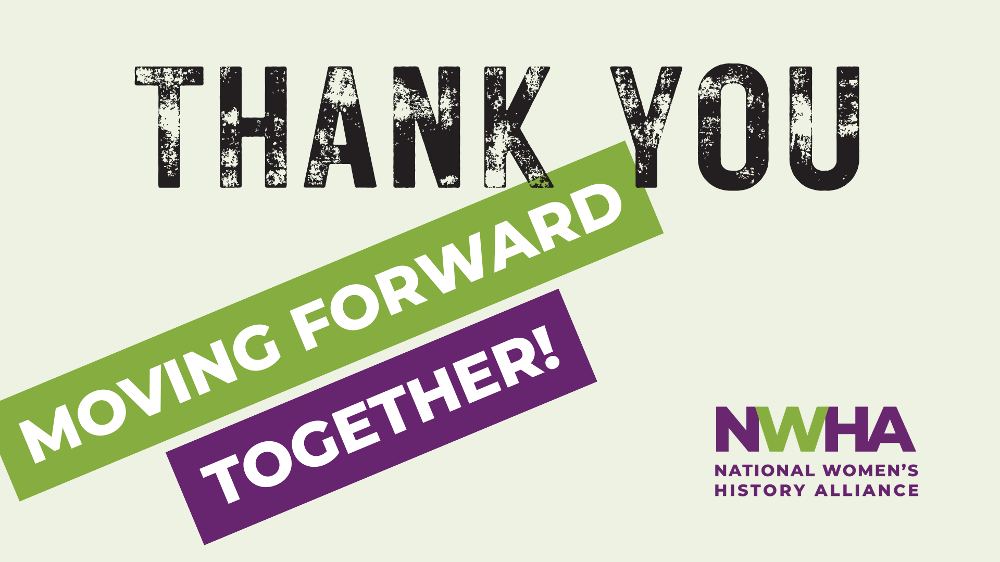 THANK YOU
MOVING FORWARD
TOGETHER!
NWHA
NATIONAL WOMEN'S
HISTORY ALLIANCE